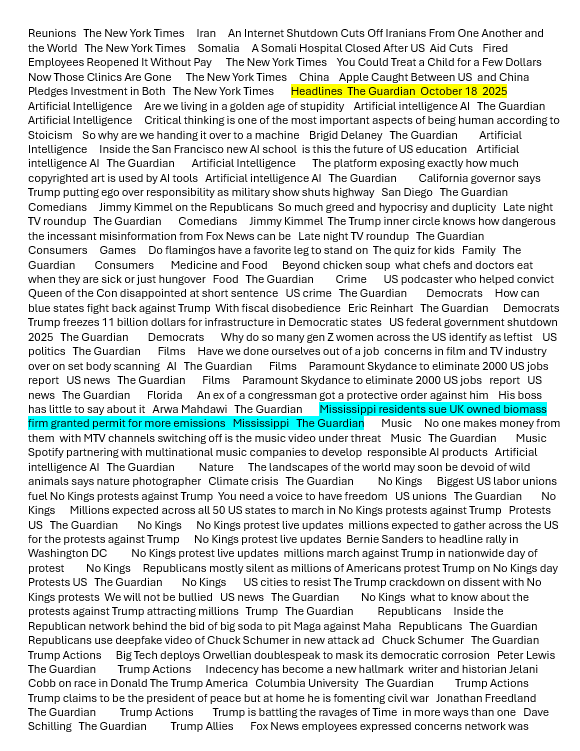 Reunions  The New York Times    Iran    An Internet Shutdown Cuts Off Iranians From One Another and
the World  The New York Times    Somalia    A Somali Hospital Closed After US Aid Cuts   Fired
Employees Reopened It Without Pay     The New York Times    You Could Treat a Child for a Few Dollars
Now Those Clinics Are Gone     The New York Times    China   Apple Caught Between US  and China
Pledges Investment in Both  The New York Times     Headlines  The Guardian  October 18  2025
Artificial Intelligence    Are we living in a golden age of stupidity   Artificial intelligence AI  The Guardian
Artificial Intelligence    Critical thinking is one of the most important aspects of being human according to
Stoicism   So why are we handing it over to a machine   Brigid Delaney  The Guardian      Artificial
Intelligence    Inside the San Francisco new AI school  is this the future of US education   Artificial
intelligence AI  The Guardian     Artificial Intelligence     The platform exposing exactly how much
copyrighted art is used by AI tools   Artificial intelligence AI  The Guardian      California governor says
Trump putting ego over responsibility as military show shuts highway   San Diego  The Guardian
Comedians    Jimmy Kimmel on the Republicans  So much greed and hypocrisy and duplicity   Late night
TV roundup  The Guardian     Comedians    Jimmy Kimmel The Trump inner circle knows how dangerous
the incessant misinformation from Fox News can be   Late night TV roundup   The Guardian
Consumers    Games    Do flamingos have a favorite leg to stand on  The quiz for kids   Family  The
Guardian      Consumers     Medicine and Food     Beyond chicken soup  what chefs and doctors eat
when they are sick or just hungover  Food  The Guardian      Crime    US podcaster who helped convict
Queen of the Con disappointed at short sentence   US crime  The Guardian      Democrats    How can
blue states fight back against Trump  With fiscal disobedience   Eric Reinhart  The Guardian     Democrats
Trump freezes 11 billion dollars for infrastructure in Democratic states   US federal government shutdown
2025  The Guardian     Democrats     Why do so many gen Z women across the US identify as leftist   US
politics  The Guardian     Films    Have we done ourselves out of a job  concerns in film and TV industry
over on set body scanning   AI  The Guardian     Films    Paramount Skydance to eliminate 2000 US jobs
report   US news  The Guardian     Films    Paramount Skydance to eliminate 2000 US jobs   report   US
news  The Guardian     Florida    An ex of a congressman got a protective order against him   His boss
has little to say about it   Arwa Mahdawi  The Guardian      Mississippi residents sue UK owned biomass
firm granted permit for more emissions   Mississippi   The Guardian      Music    No one makes money from
them  with MTV channels switching off is the music video under threat   Music  The Guardian      Music
Spotify partnering with multinational music companies to develop  responsible AI products   Artificial
intelligence AI  The Guardian       Nature    The landscapes of the world may soon be devoid of wild
animals says nature photographer   Climate crisis  The Guardian      No Kings    Biggest US labor unions
fuel No Kings protests against Trump  You need a voice to have freedom   US unions  The Guardian      No
Kings    Millions expected across all 50 US states to march in No Kings protests against Trump   Protests
US  The Guardian     No Kings    No Kings protest live updates  millions expected to gather across the US
for the protests against Trump    No Kings protest live updates  Bernie Sanders to headline rally in
Washington DC       No Kings protest live updates  millions march against Trump in nationwide day of
protest      No Kings    Republicans mostly silent as millions of Americans protest Trump on No Kings day
Protests US  The Guardian     No Kings     US cities to resist The Trump crackdown on dissent with No
Kings protests  We will not be bullied   US news  The Guardian      No Kings  what to know about the
protests against Trump attracting millions   Trump  The Guardian      Republicans    Inside the
Republican network behind the bid of big soda to pit Maga against Maha   Republicans  The Guardian
Republicans use deepfake video of Chuck Schumer in new attack ad   Chuck Schumer  The Guardian
Trump Actions     Big Tech deploys Orwellian doublespeak to mask its democratic corrosion   Peter Lewis
The Guardian      Trump Actions    Indecency has become a new hallmark  writer and historian Jelani
Cobb on race in Donald The Trump America   Columbia University  The Guardian     Trump Actions
Trump claims to be the president of peace but at home he is fomenting civil war   Jonathan Freedland
The Guardian       Trump Actions     Trump is battling the ravages of Time  in more ways than one   Dave
Schilling  The Guardian       Trump Allies    Fox News employees expressed concerns network was